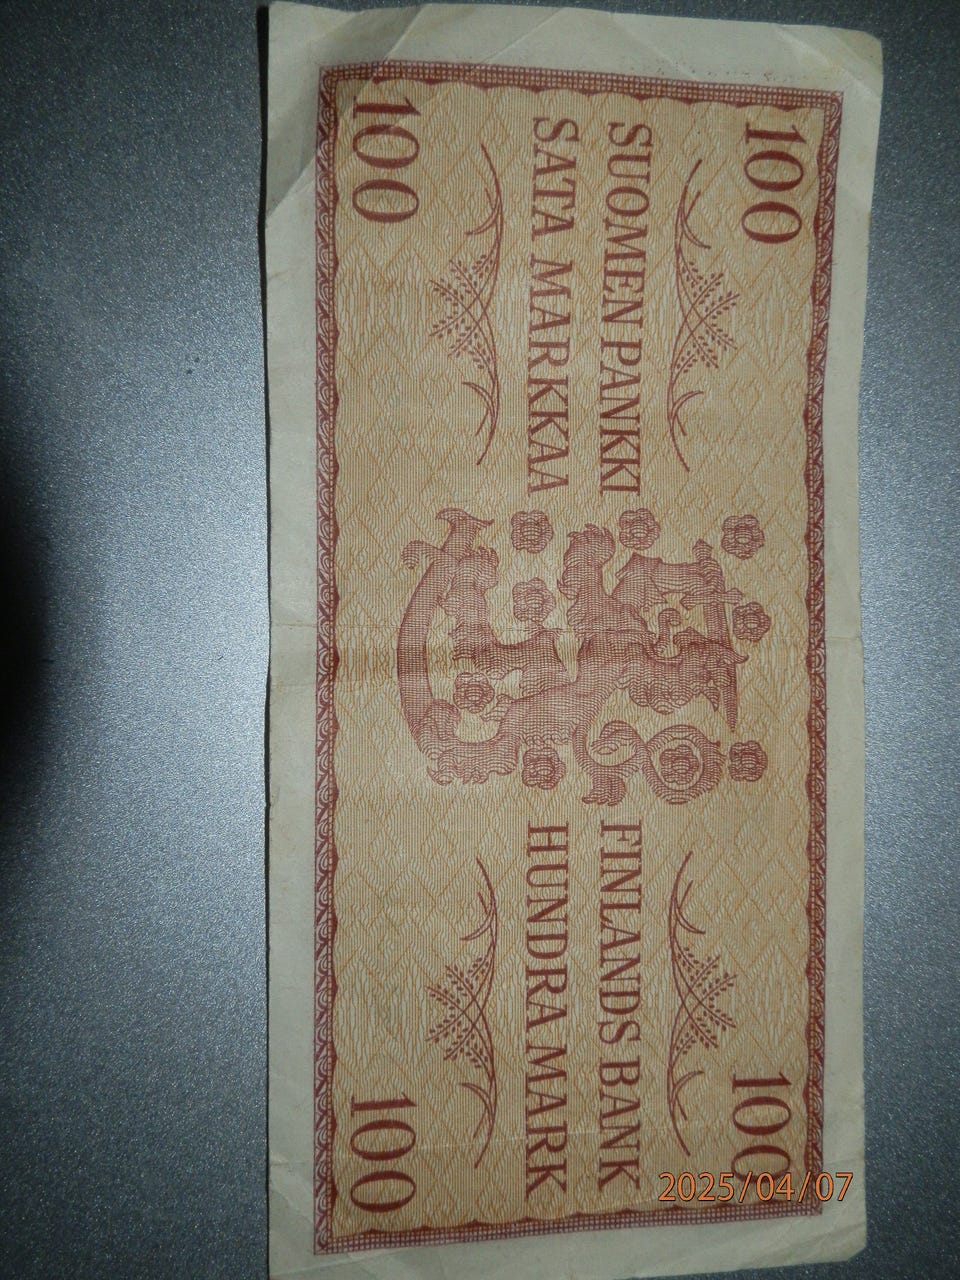 100
100
SUOMEN PANKKI
SATA MARKKAA
FINLANDS BANK
HUNDRA MARK
100
100
2025/04/07